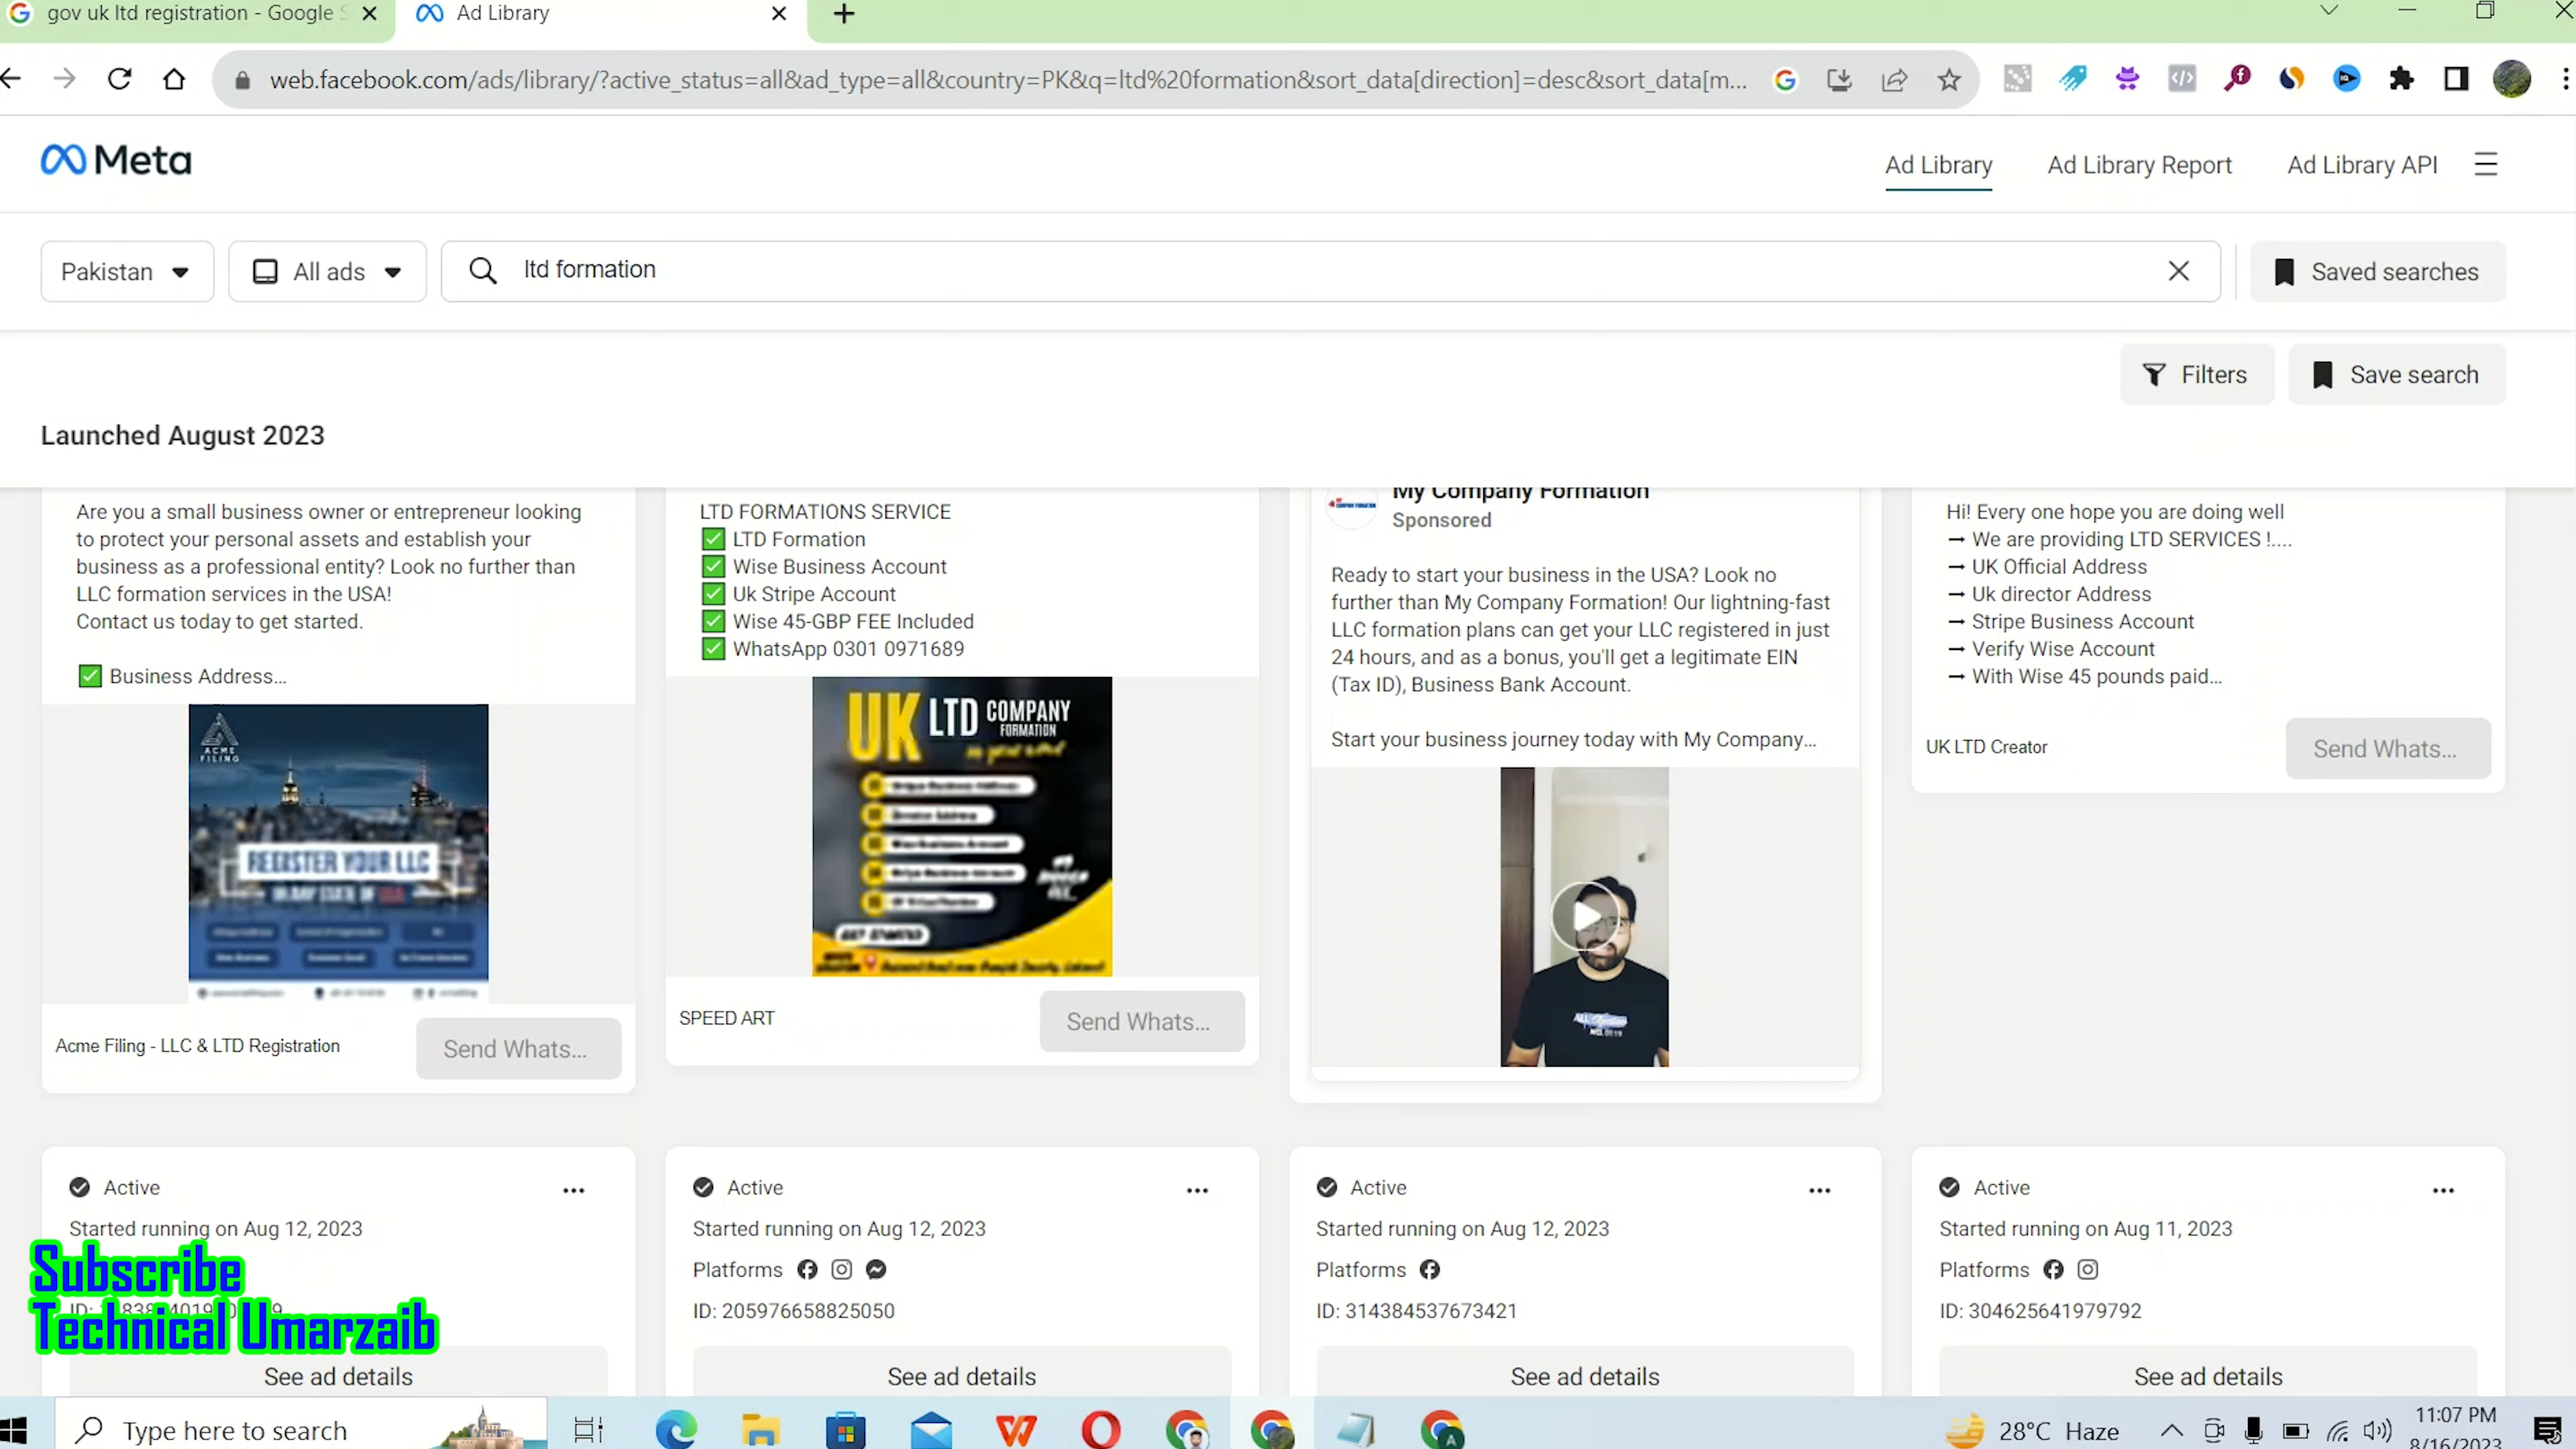 gov uk ltd registration - Google S
Ad Library
web.facebook.com/ads/library/?active_status=all&ad_type=all&country=PK&q=ltd%20formation&sort_data[direction]=desc&sort_data[m...
Meta
Ad Library
Ad Library Report
Ad Library API
Pakistan
All ads
ltd formation
Saved searches
Filters
Save search
Launched August 2023
Are you a small business owner or entrepreneur looking
to protect your personal assets and establish your
business as a professional entity? Look no further than
LLC formation services in the USA!
Contact us today to get started.
✅ Business Address...
ACME
FILING
REGISTER YOUR LLC
IN ANY STATE OF USA
Acme Filing - LLC & LTD Registration
Send Whats...
LTD FORMATIONS SERVICE
✅ LTD Formation
✅ Wise Business Account
✅ Uk Stripe Account
✅ Wise 45-GBP FEE Included
✅ WhatsApp 0301 0971689
UK LTD COMPANY
FORMATION
GET STARTED
SPEED ART
Send Whats...
My Company Formation
Sponsored
Ready to start your business in the USA? Look no
further than My Company Formation! Our lightning-fast
LLC formation plans can get your LLC registered in just
24 hours, and as a bonus, you'll get a legitimate EIN
(Tax ID), Business Bank Account.
Start your business journey today with My Company...
Hi! Every one hope you are doing well
→ We are providing LTD SERVICES !....
→ UK Official Address
→ Uk director Address
→ Stripe Business Account
→ Verify Wise Account
→ With Wise 45 pounds paid...
UK LTD Creator
Send Whats...
Active
Started running on Aug 12, 2023
See ad details
Active
Started running on Aug 12, 2023
Platforms
ID: 205976658825050
See ad details
Active
Started running on Aug 12, 2023
Platforms
ID: 314384537673421
See ad details
Active
Started running on Aug 11, 2023
Platforms
ID: 304625641979792
See ad details
Subscribe
Technical Umarzaib
Type here to search
28°C Haze
11:07 PM
8/16/2023